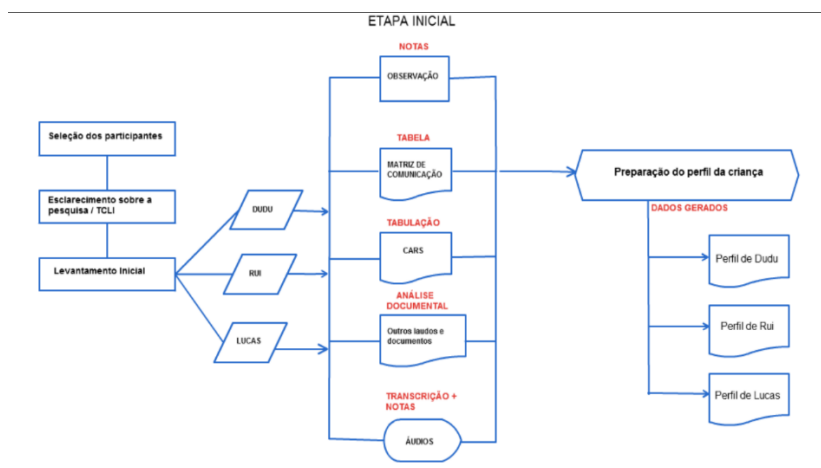 ETAPA INICIAL
Seleção dos participantes
Esclarecimento sobre a
pesquisa / TCLI
Levantamento Inicial
DUDU
RUI
LUCAS
NOTAS
OBSERVAÇÃO
TABELA
MATRIZ DE
COMUNICAÇÃO
TABULAÇÃO
CARS
ANÁLISE
DOCUMENTAL
Outros laudos e
documentos
TRANSCRIÇÃO +
NOTAS
ÁUDIOS
Preparação do perfil da criança
DADOS GERADOS
Perfil de Dudu
Perfil de Rui
Perfil de Lucas